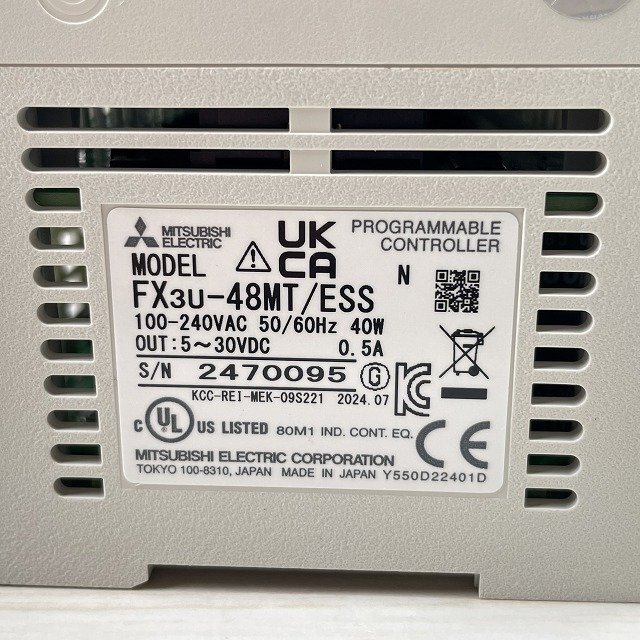 MITSUBISHI
ELECTRIC
UK
CA
PROGRAMMABLE
CONTROLLER
MODEL
N
FX3U-48MT/ESS
100-240VAC 50/60Hz 40W
OUT:5～30VDC 0.5A
S/N 2470095 G
KCC-REI-MEK-09S221 2024.07
C UL US LISTED 80M1 IND. CONT. EQ. CE
MITSUBISHI ELECTRIC CORPORATION
TOKYO 100-8310, JAPAN MADE IN JAPAN Y550D22401D